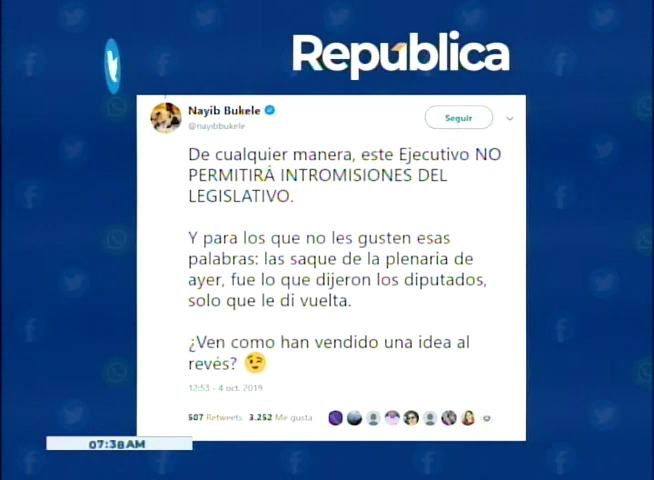 República
Nayib Bukele
@nayibbukele
Seguir
De cualquier manera, este Ejecutivo NO
PERMITIRÁ INTROMISIONES DEL
LEGISLATIVO.
Y para los que no les gusten esas
palabras: las saque de la plenaria de
ayer, fue lo que dijeron los diputados,
solo que le di vuelta.
¿Ven como han vendido una idea al
revés? 😉
12:53 - 4 oct. 2019
507 Retweets 3.252 Me gusta
07:38AM